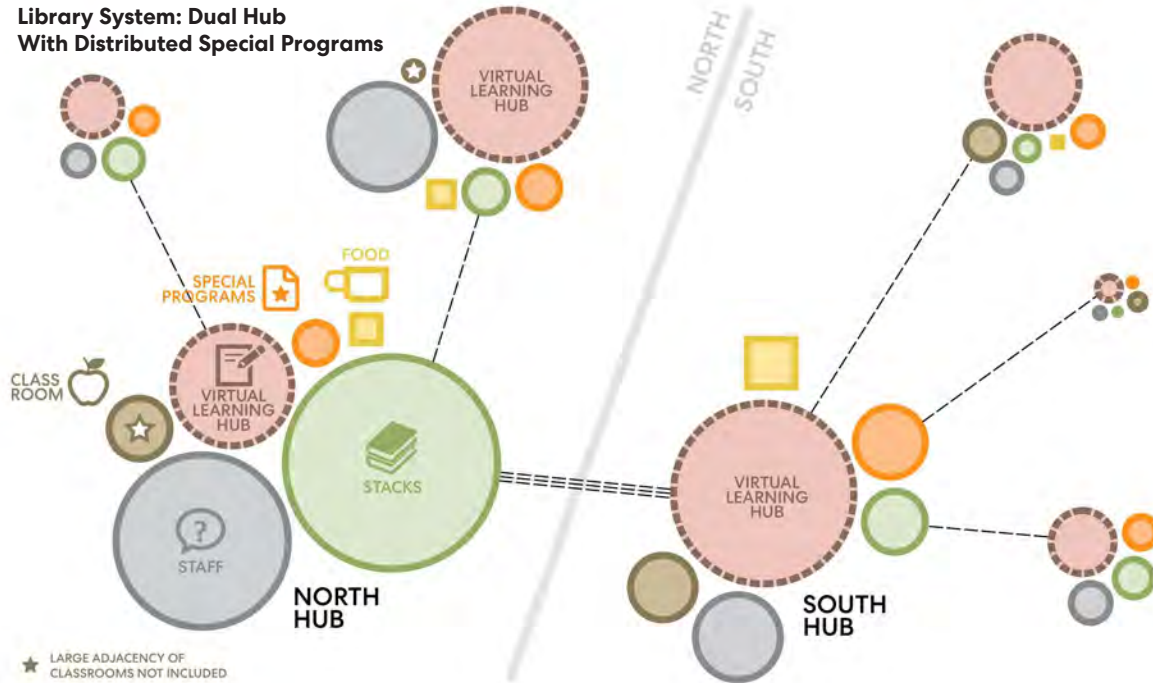 Library System: Dual Hub
With Distributed Special Programs
VIRTUAL
LEARNING
HUB
NORTH
SOUTH
SPECIAL
PROGRAMS
FOOD
CLASS
ROOM
VIRTUAL
LEARNING
HUB
STACKS
?
STAFF
NORTH
HUB
VIRTUAL
LEARNING
HUB
SOUTH
HUB
LARGE ADJACENCY OF
CLASSROOMS NOT INCLUDED